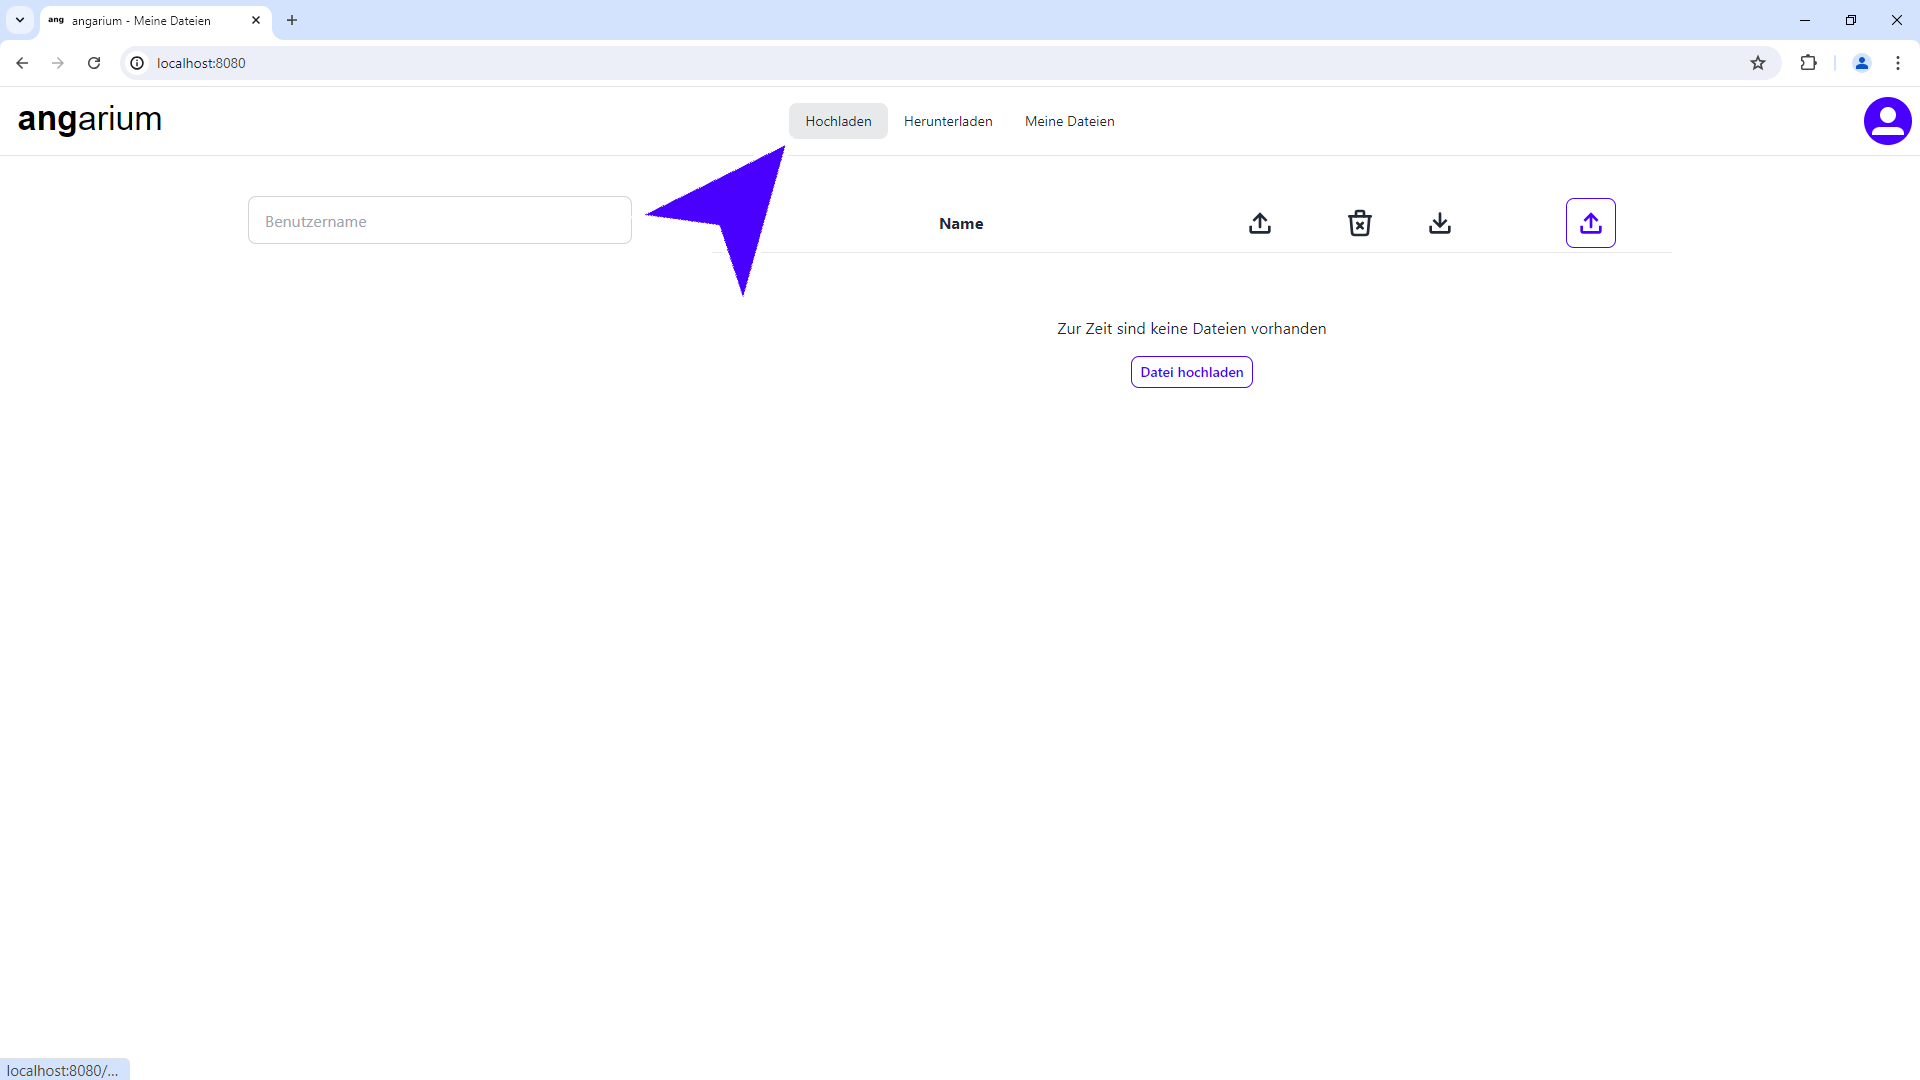 ang angarium - Meine Dateien
localhost:8080
angarium
Hochladen Herunterladen Meine Dateien
Benutzername
Name
Zur Zeit sind keine Dateien vorhanden
Datei hochladen
localhost:8080/...